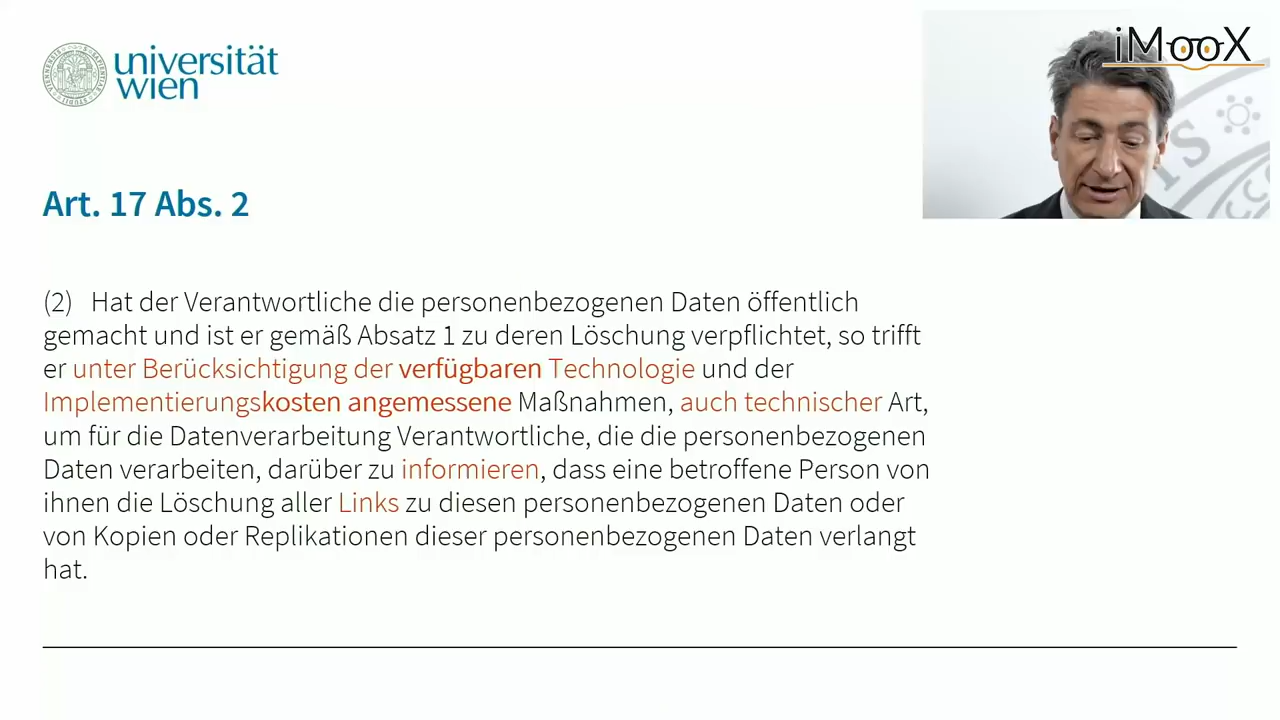 universität
wien
iMooX
Art. 17 Abs. 2
(2) Hat der Verantwortliche die personenbezogenen Daten öffentlich
gemacht und ist er gemäß Absatz 1 zu deren Löschung verpflichtet, so trifft
er unter Berücksichtigung der verfügbaren Technologie und der
Implementierungskosten angemessene Maßnahmen, auch technischer Art,
um für die Datenverarbeitung Verantwortliche, die die personenbezogenen
Daten verarbeiten, darüber zu informieren, dass eine betroffene Person von
ihnen die Löschung aller Links zu diesen personenbezogenen Daten oder
von Kopien oder Replikationen dieser personenbezogenen Daten verlangt
hat.